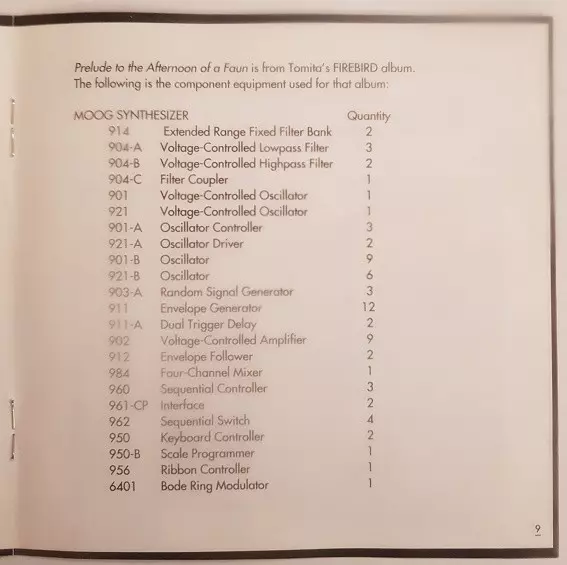 Prelude to the Afternoon of a Faun is from Tomita's FIREBIRD album.
The following is the component equipment used for that album:
MOOG SYNTHESIZER Quantity
914 Extended Range Fixed Filter Bank 2
904-A Voltage-Controlled Lowpass Filter 3
904-B Voltage-Controlled Highpass Filter 2
904-C Filter Coupler 1
901 Voltage-Controlled Oscillator 1
921 Voltage-Controlled Oscillator 1
901-A Oscillator Controller 3
921-A Oscillator Driver 2
901-B Oscillator 9
921-B Oscillator 6
903-A Random Signal Generator 3
911 Envelope Generator 12
911-A Dual Trigger Delay 2
902 Voltage-Controlled Amplifier 9
912 Envelope Follower 2
984 Four-Channel Mixer 1
960 Sequential Controller 3
961-CP Interface 2
962 Sequential Switch 4
950 Keyboard Controller 2
950-B Scale Programmer 1
956 Ribbon Controller 1
6401 Bode Ring Modulator 1
9